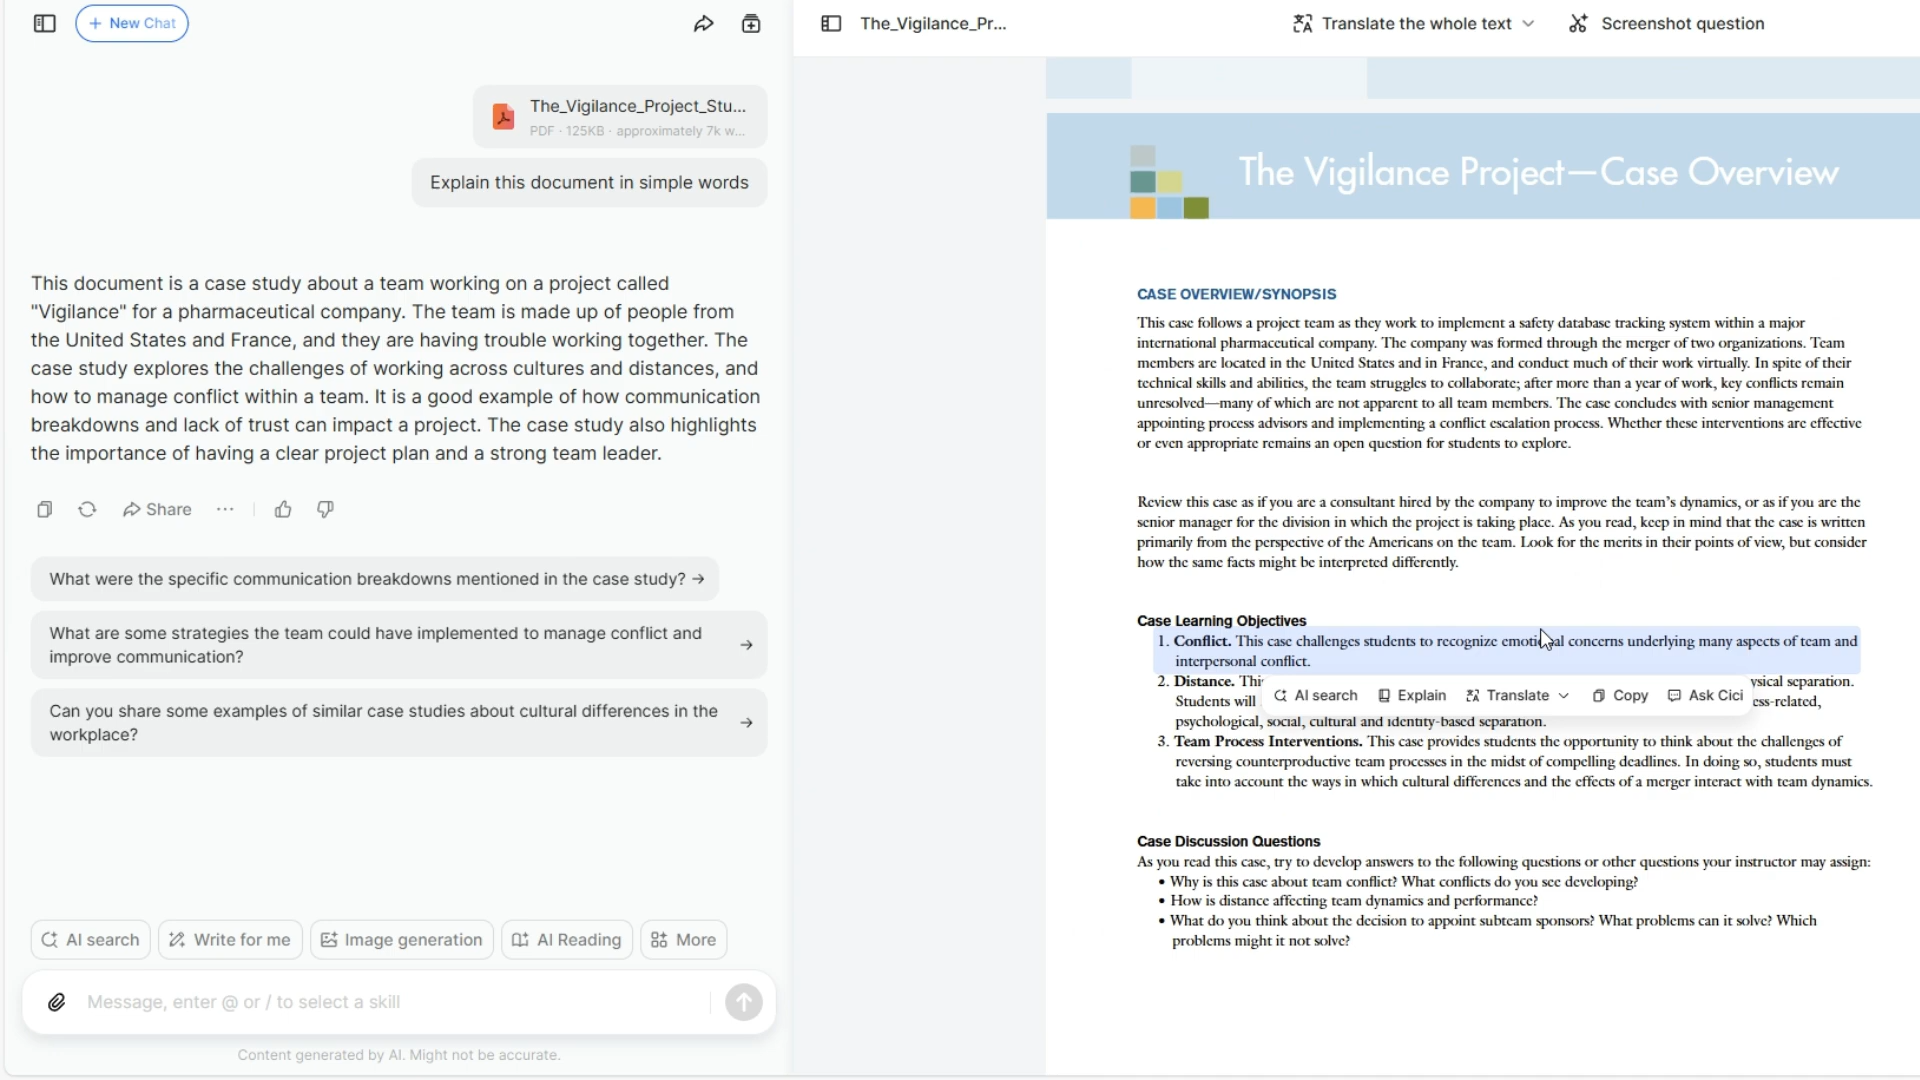 New Chat
The_Vigilance_Project_Stu...
PDF · 125KB · approximately 7k w...
Explain this document in simple words
This document is a case study about a team working on a project called
"Vigilance" for a pharmaceutical company. The team is made up of people from
the United States and France, and they are having trouble working together. The
case study explores the challenges of working across cultures and distances, and
how to manage conflict within a team. It is a good example of how communication
breakdowns and lack of trust can impact a project. The case study also highlights
the importance of having a clear project plan and a strong team leader.
Share
What were the specific communication breakdowns mentioned in the case study? →
What are some strategies the team could have implemented to manage conflict and
improve communication?
Can you share some examples of similar case studies about cultural differences in the
workplace?
AI search
Write for me
Image generation
AI Reading
More
Message, enter @ or / to select a skill
Content generated by AI. Might not be accurate.
The_Vigilance_Pr...
Translate the whole text
Screenshot question
The Vigilance Project—Case Overview
CASE OVERVIEW/SYNOPSIS
This case follows a project team as they work to implement a safety database tracking system within a major
international pharmaceutical company. The company was formed through the merger of two organizations. Team
members are located in the United States and in France, and conduct much of their work virtually. In spite of their
technical skills and abilities, the team struggles to collaborate; after more than a year of work, key conflicts remain
unresolved—many of which are not apparent to all team members. The case concludes with senior management
appointing process advisors and implementing a conflict escalation process. Whether these interventions are effective
or even appropriate remains an open question for students to explore.
Review this case as if you are a consultant hired by the company to improve the team's dynamics, or as if you are the
senior manager for the division in which the project is taking place. As you read, keep in mind that the case is written
primarily from the perspective of the Americans on the team. Look for the merits in their points of view, but consider
how the same facts might be interpreted differently.
Case Learning Objectives
1. Conflict. This case challenges students to recognize emotional concerns underlying many aspects of team and
interpersonal conflict.
2. Distance. This
ysical separation.
AI search
Explain
Translate
Copy
Ask Cici
Students will
ess-related,
psychological, social, cultural and identity-based separation.
3. Team Process Interventions. This case provides students the opportunity to think about the challenges of
reversing counterproductive team processes in the midst of compelling deadlines. In doing so, students must
take into account the ways in which cultural differences and the effects of a merger interact with team dynamics.
Case Discussion Questions
As you read this case, try to develop answers to the following questions or other questions your instructor may assign:
• Why is this case about team conflict? What conflicts do you see developing?
• How is distance affecting team dynamics and performance?
• What do you think about the decision to appoint subteam sponsors? What problems can it solve? Which
problems might it not solve?